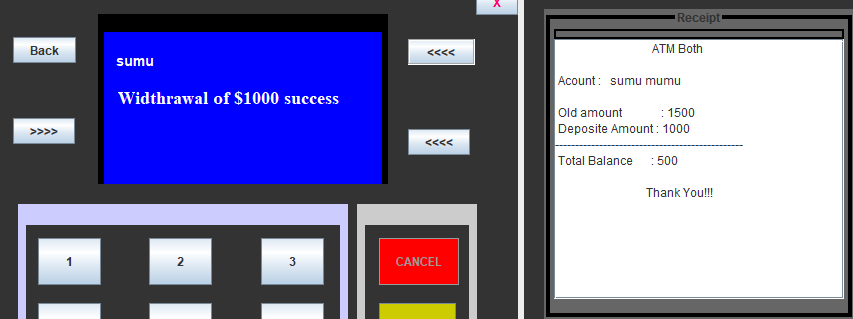 X
Back
<<<<
sumu
Widthrawal of $1000 success
>>>>
<<<<
1
2
3
CANCEL
Receipt
ATM Both
Acount : sumu mumu
Old amount : 1500
Deposite Amount : 1000
-----------------------------------------------
Total Balance : 500
Thank You!!!